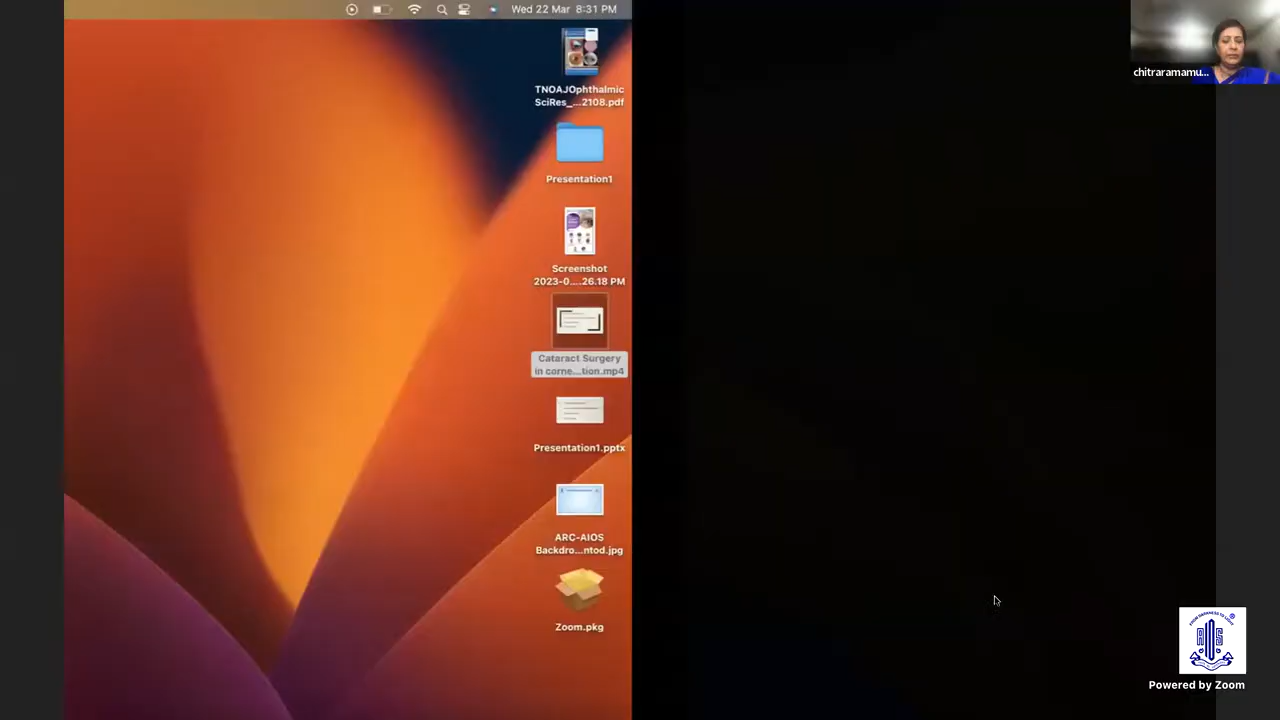 Wed 22 Mar 8:31 PM
chitraramamu...
TNOAJOphthalmic
SciRes_...2108.pdf
Presentation1
Screenshot
2023-0....26.18 PM
Cataract Surgery
in corne...tion.mp4
Presentation1.pptx
ARC-AIOS
Backdro...ntod.jpg
Zoom.pkg
Powered by Zoom